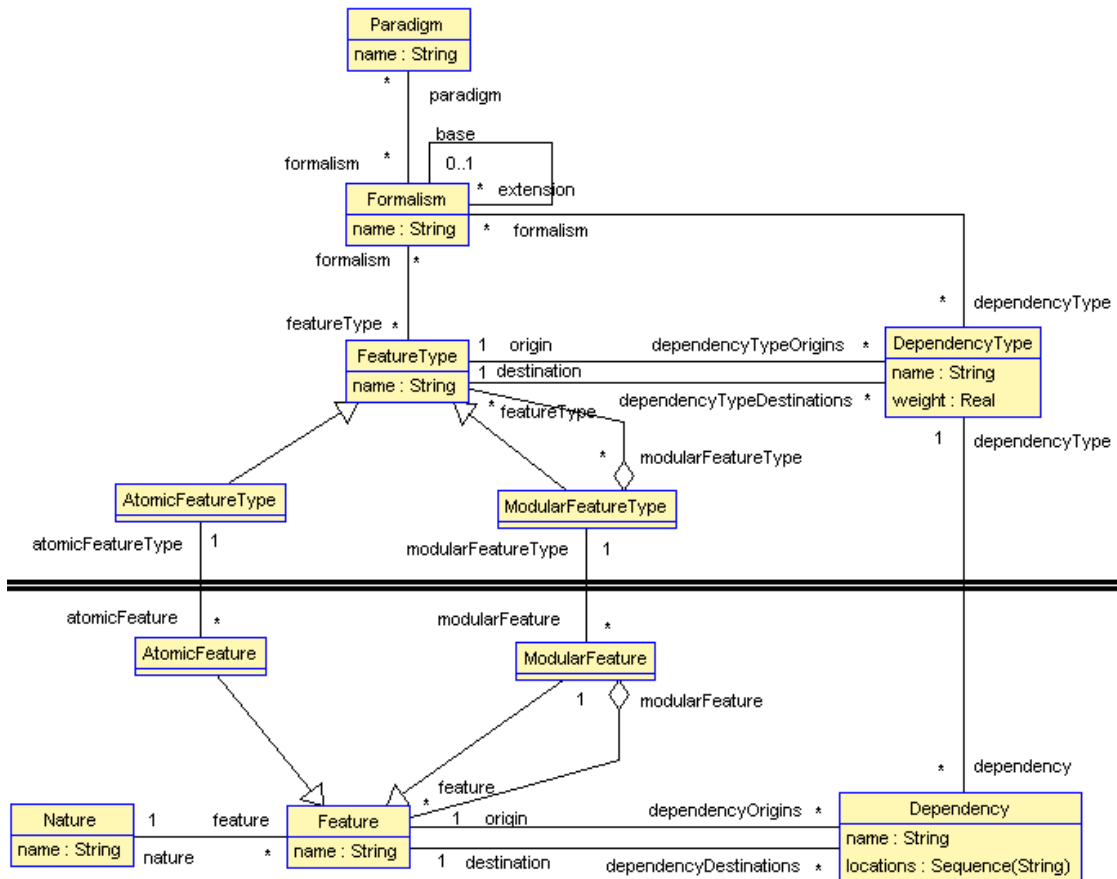 Paradigm
name : String
*
paradigm
base
0..1
formalism *
* extension
Formalism
name : String
* formalism
formalism *
* dependencyType
featureType *
FeatureType
name : String
1 origin
dependencyTypeOrigins *
1 destination
dependencyTypeDestinations *
DependencyType
name : String
weight : Real
* featureType
* modularFeatureType
1 dependencyType
AtomicFeatureType
ModularFeatureType
atomicFeatureType 1
modularFeatureType 1
atomicFeature *
modularFeature *
AtomicFeature
ModularFeature
1 modularFeature
* feature
* dependency
Nature
name : String
1 feature
nature *
Feature
name : String
1 origin
dependencyOrigins *
1 destination
dependencyDestinations *
Dependency
name : String
locations : Sequence(String)